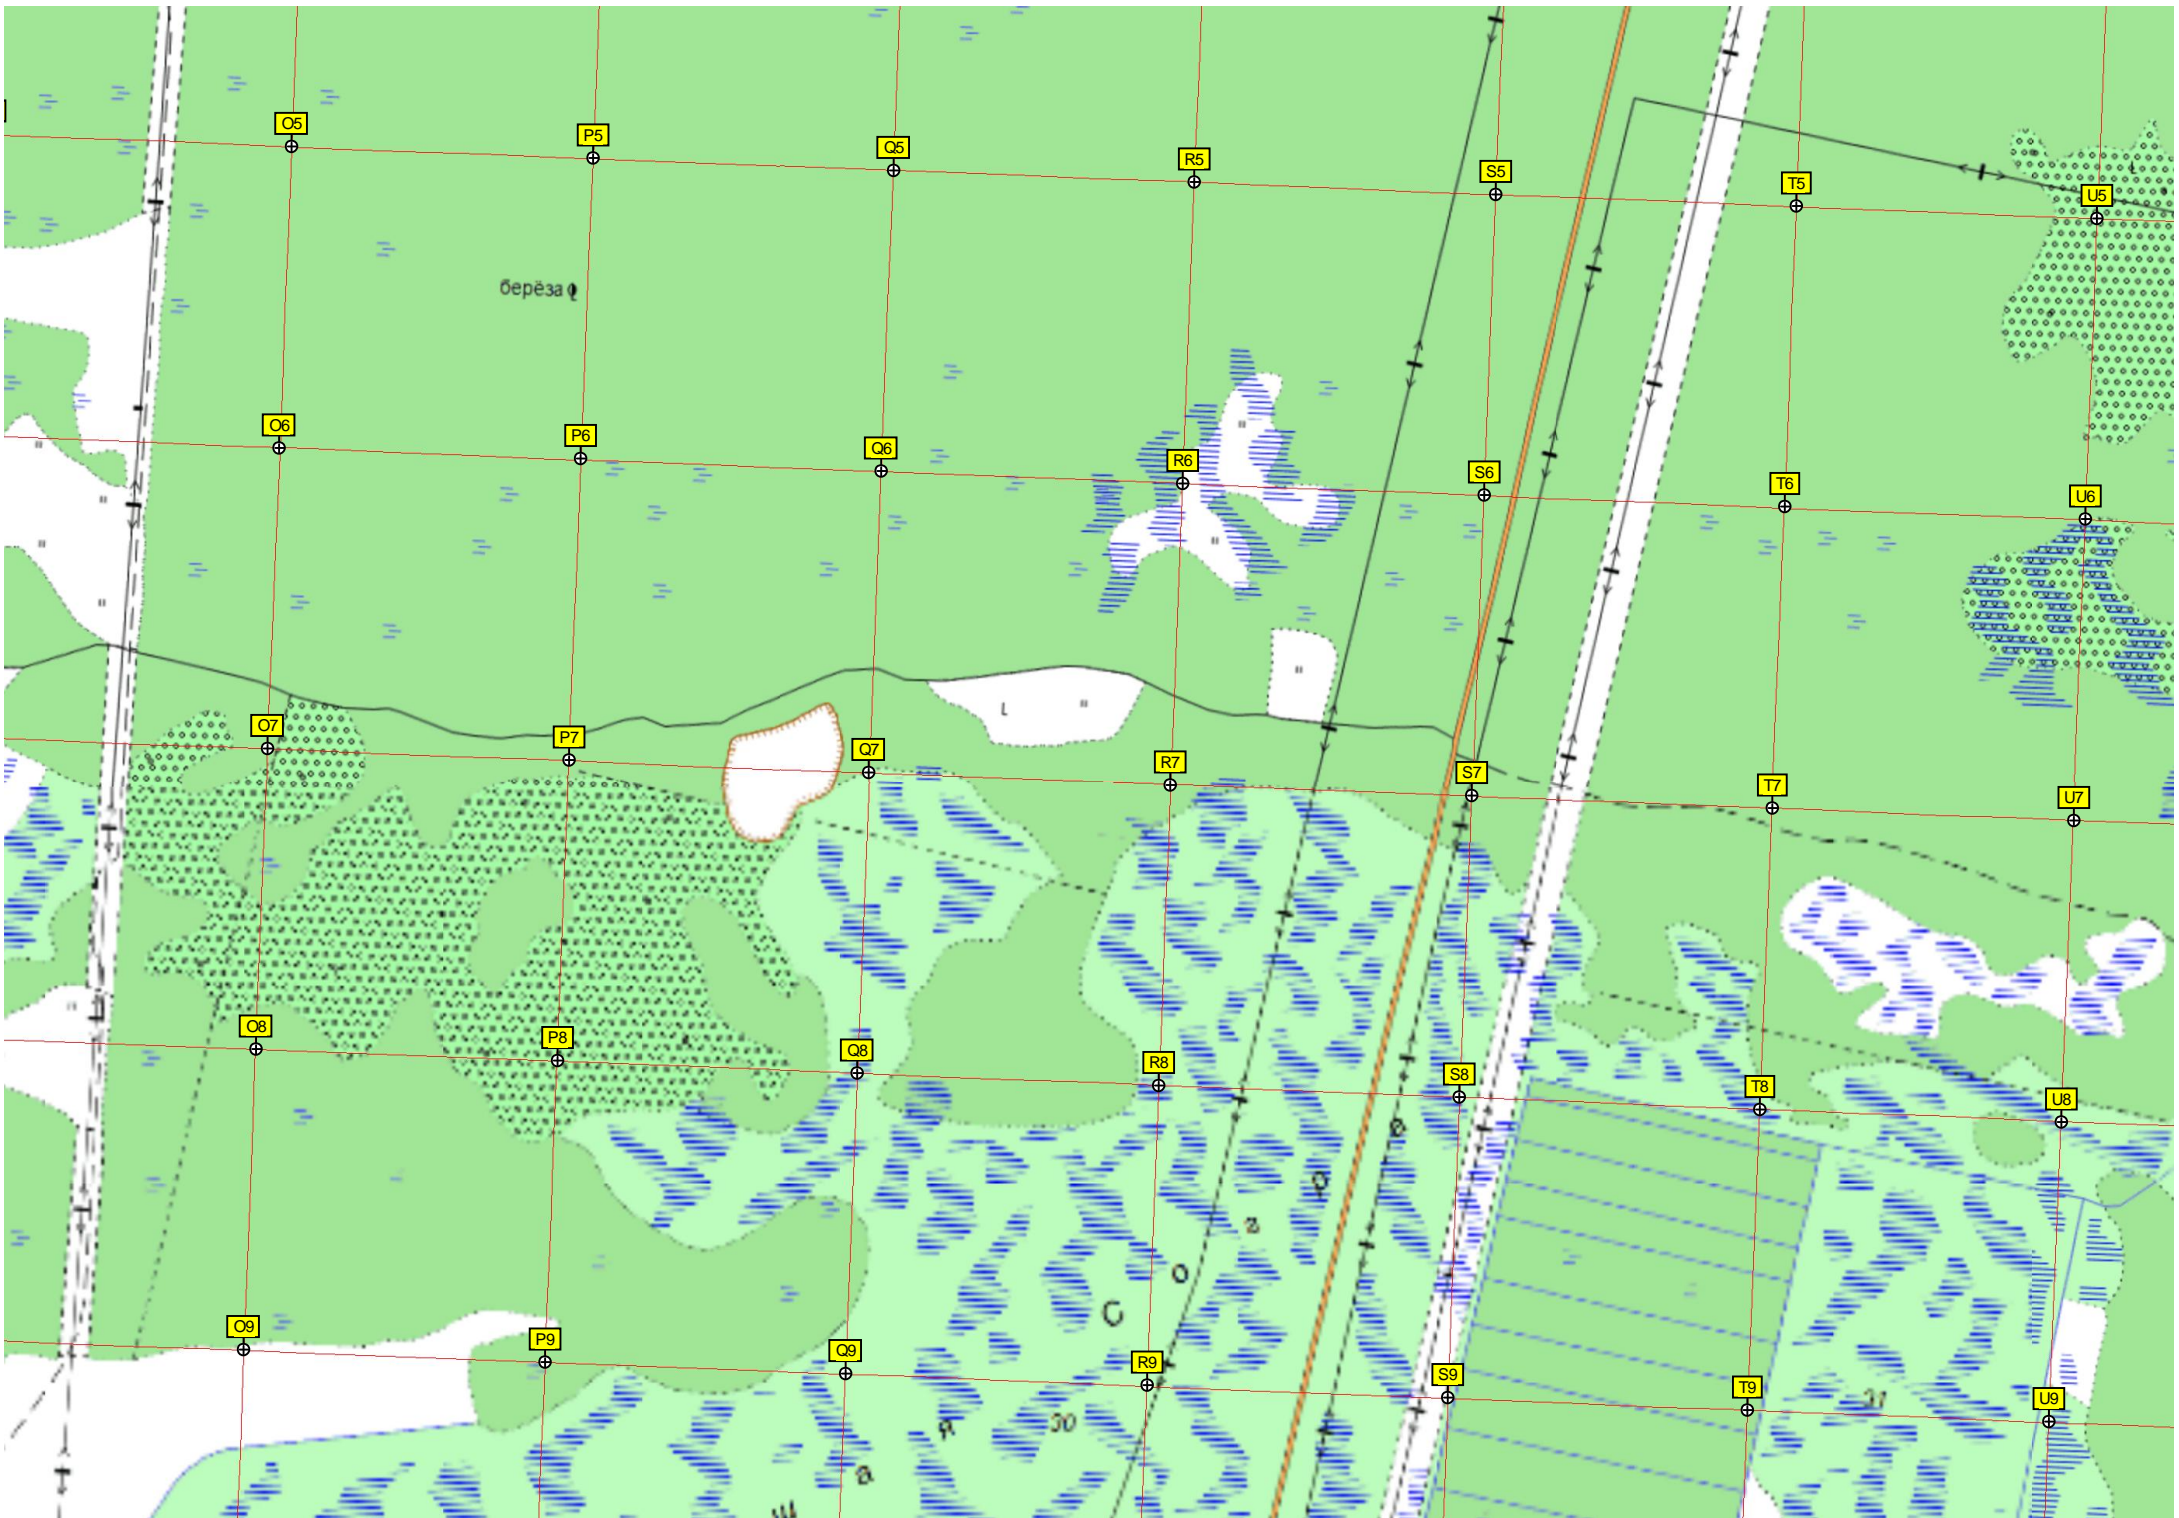 O5 P5 Q5 R5 S5 T5 U5
берёза
O6 P6 Q6 R6 S6 T6 U6
O7 P7 Q7 R7 S7 T7 U7
O8 P8 Q8 R8 S8 T8 U8
O9 P9 Q9 R9 S9 T9 U9
30
31